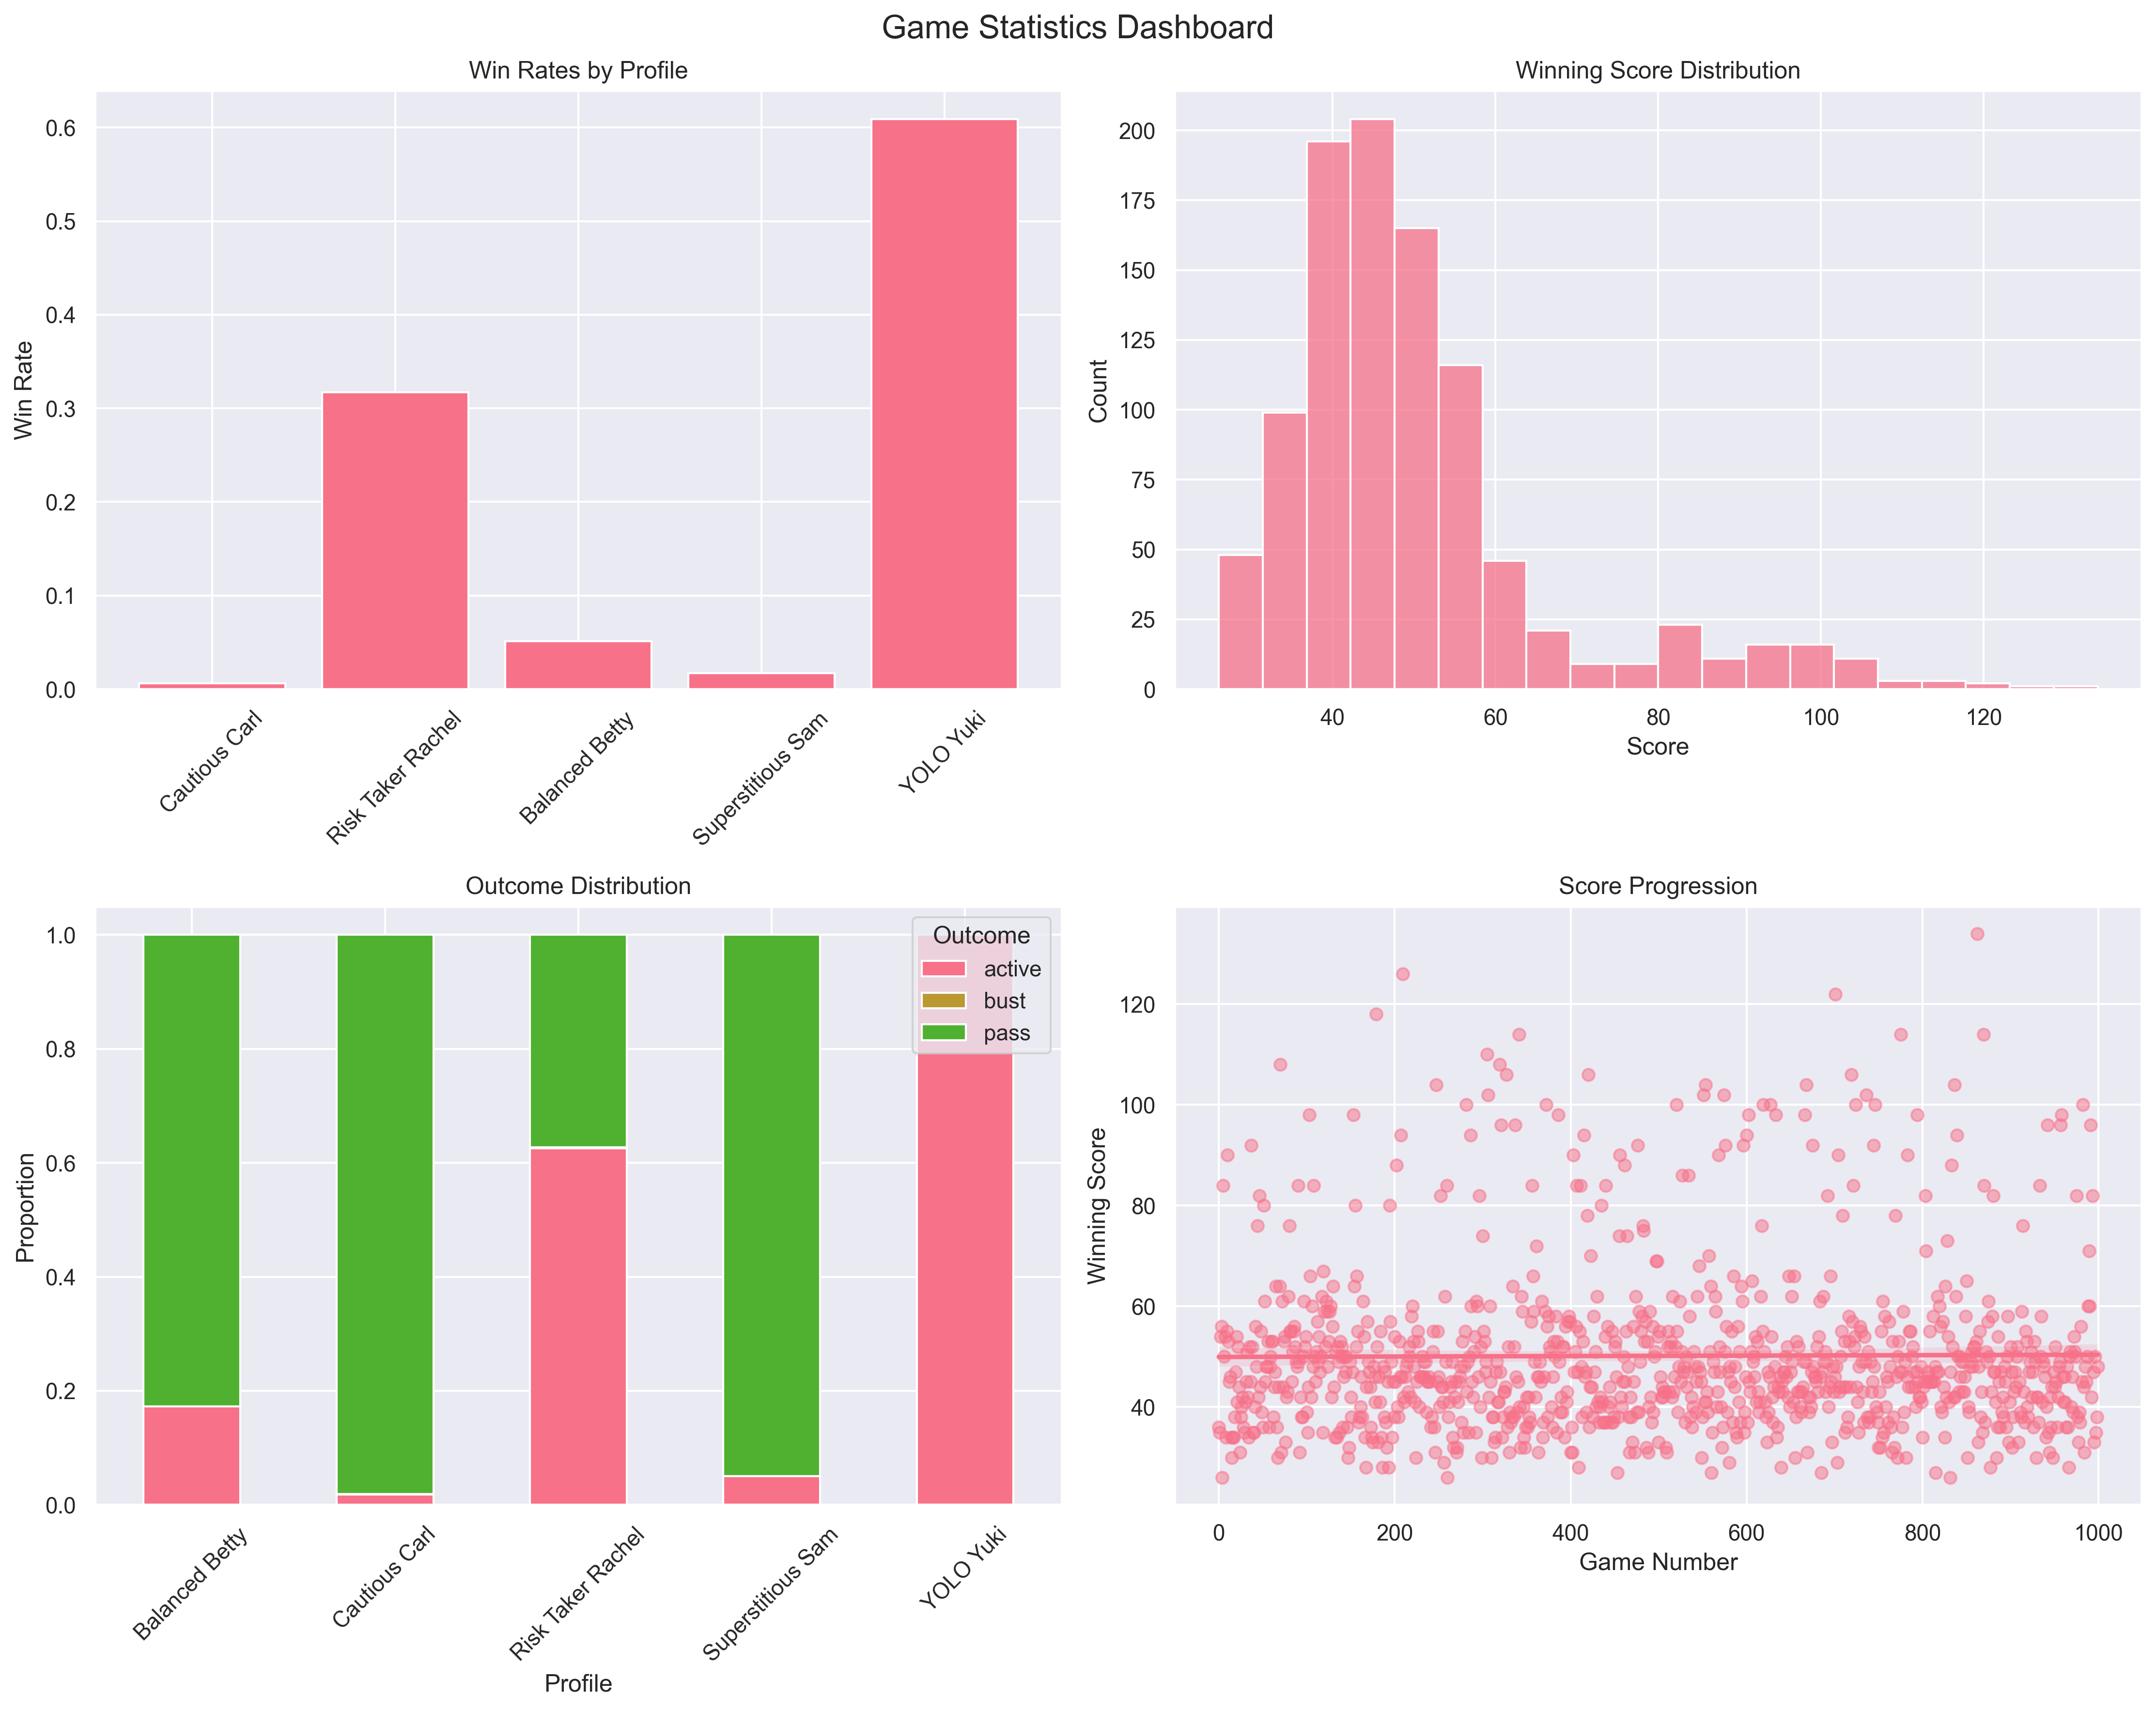 Game Statistics Dashboard
Win Rates by Profile
Win Rate
0.6
0.5
0.4
0.3
0.2
0.1
0.0
Cautious Carl
Risk Taker Rachel
Balanced Betty
Superstitious Sam
YOLO Yuki
Winning Score Distribution
Count
200
175
150
125
100
75
50
25
0
40
60
80
100
120
Score
Outcome Distribution
Proportion
1.0
0.8
0.6
0.4
0.2
0.0
Outcome
active
bust
pass
Balanced Betty
Cautious Carl
Risk Taker Rachel
Superstitious Sam
YOLO Yuki
Profile
Score Progression
Winning Score
120
100
80
60
40
0
200
400
600
800
1000
Game Number